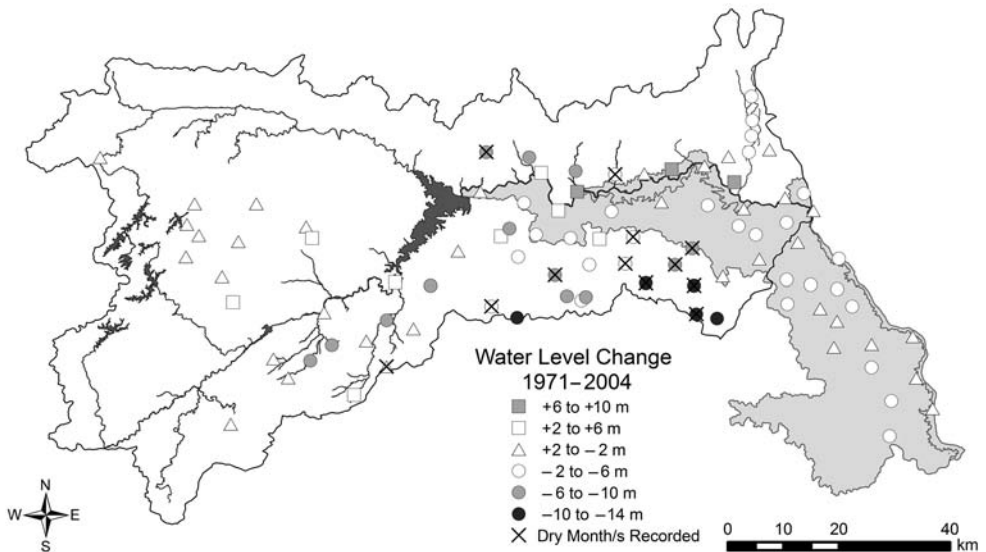 Water Level Change
1971–2004
+6 to +10 m
+2 to +6 m
+2 to –2 m
–2 to –6 m
–6 to –10 m
–10 to –14 m
Dry Month/s Recorded
N
W E
S
0 10 20 40
km